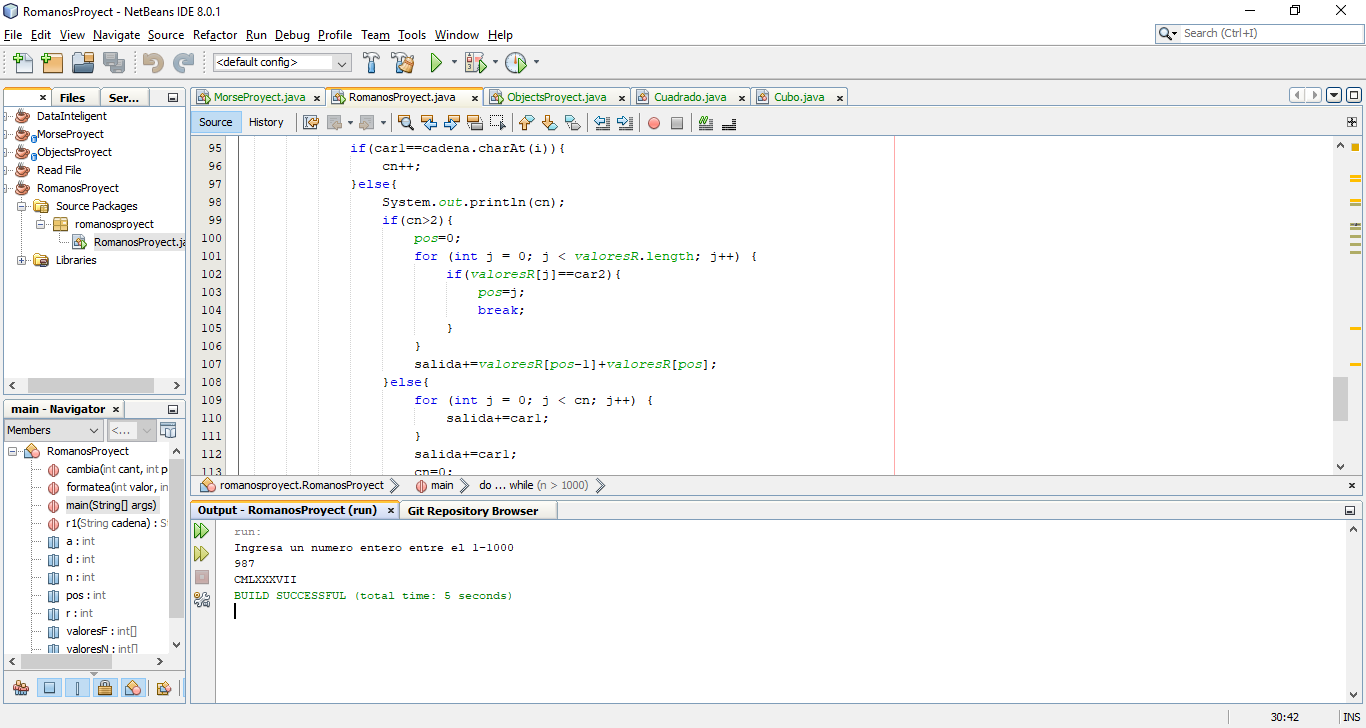 RomanosProyect - NetBeans IDE 8.0.1
File Edit View Navigate Source Refactor Run Debug Profile Team Tools Window Help
Search (Ctrl+I)
<default config>
Files Ser...
DataInteligent
MorseProyect
ObjectsProyect
Read File
RomanosProyect
Source Packages
romanosproyect
RomanosProyect.ja
Libraries
main - Navigator
Members <...
RomanosProyect
cambia(int cant, int p
formatea(int valor, in
main(String[] args)
r1(String cadena) : S
a : int
d : int
n : int
pos : int
r : int
valoresF : int[]
valoresN : int[]
MorseProyect.java RomanosProyect.java ObjectsProyect.java Cuadrado.java Cubo.java
Source History
95 if(car1==cadena.charAt(i)){
96 cn++;
97 }else{
98 System.out.println(cn);
99 if(cn>2){
100 pos=0;
101 for (int j = 0; j < valoresR.length; j++) {
102 if(valoresR[j]==car2){
103 pos=j;
104 break;
105 }
106 }
107 salida+=valoresR[pos-1]+valoresR[pos];
108 }else{
109 for (int j = 0; j < cn; j++) {
110 salida+=car1;
111 }
112 salida+=car1;
113 cn=0;
romanosproyect.RomanosProyect main do ... while (n > 1000)
Output - RomanosProyect (run) Git Repository Browser
run:
Ingresa un numero entero entre el 1-1000
987
CMLXXXVII
BUILD SUCCESSFUL (total time: 5 seconds)
30:42 INS